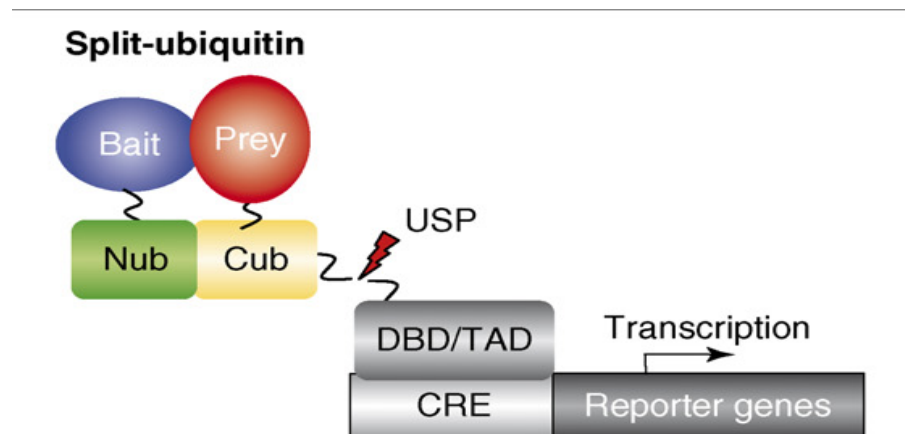 Split-ubiquitin
Bait
Prey
USP
Nub
Cub
DBD/TAD
Transcription
CRE
Reporter genes